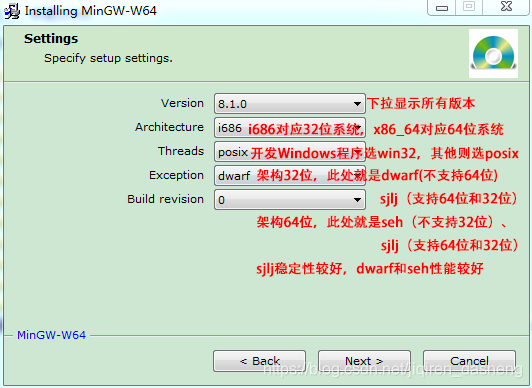 Installing MinGW-W64
Settings
Specify setup settings.
Version 8.1.0 下拉显示所有版本
Architecture i686 i686对应32位系统，x86_64对应64位系统
Threads posix 开发Windows程序选win32，其他则选posix
Exception dwarf 架构32位，此处就是dwarf(不支持64位)
Build revision 0 sjlj（支持64位和32位）
架构64位，此处就是seh（不支持32位）、
sjlj（支持64位和32位）
sjlj稳定性较好，dwarf和seh性能较好
MinGW-W64
< Back Next > Cancel
https://blog.csdn.net/jiqiren_dasheng